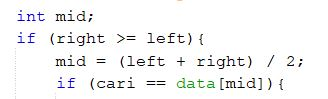 int mid;
if (right >= left){
mid = (left + right) / 2;
if (cari == data[mid]){